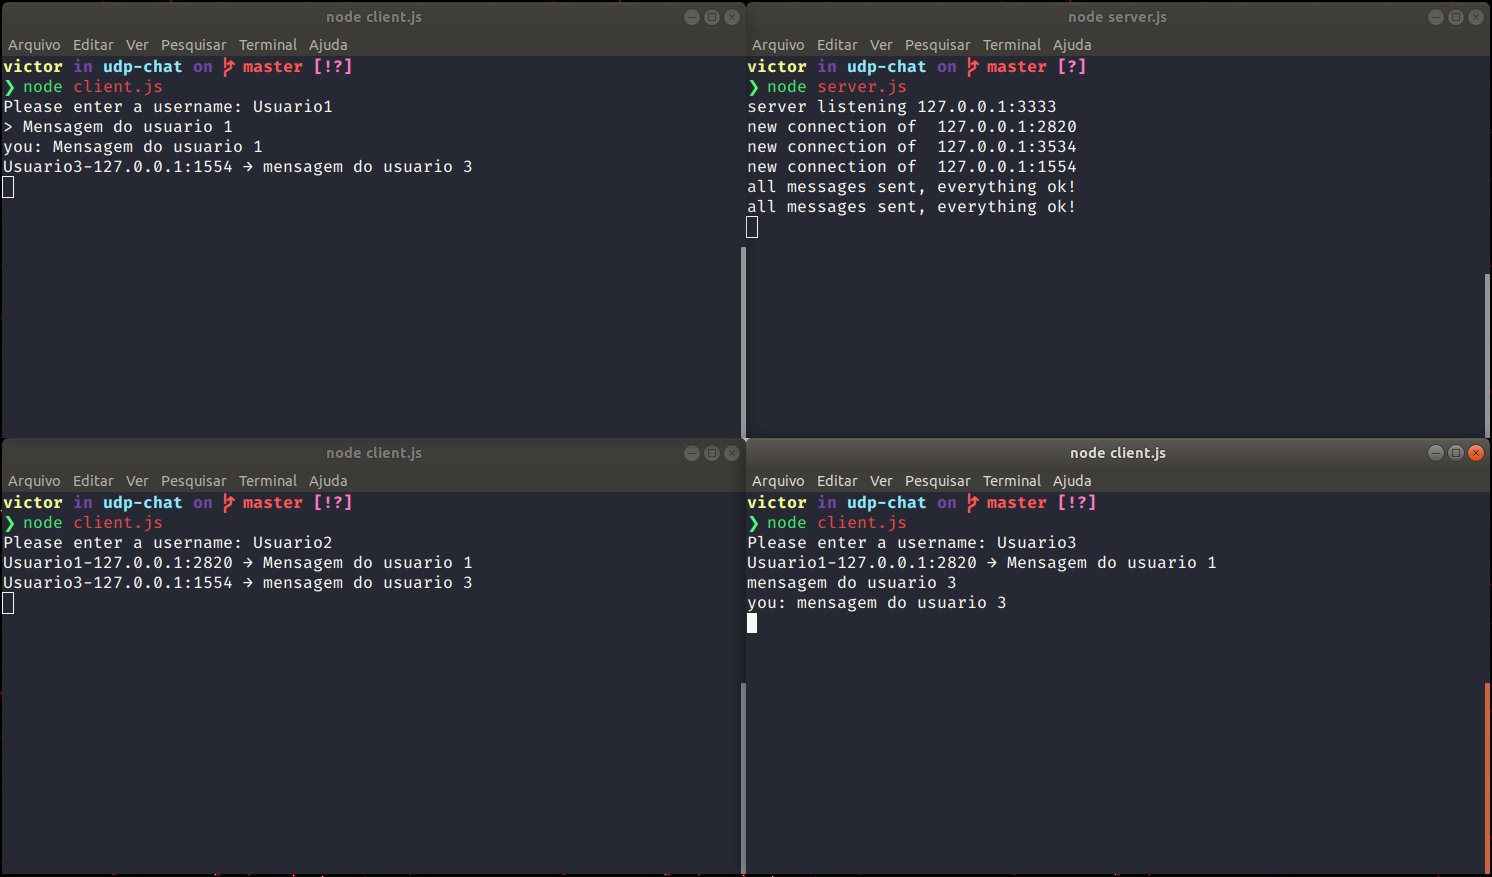 node client.js
Arquivo Editar Ver Pesquisar Terminal Ajuda
victor in udp-chat on master [!?]
❯ node client.js
Please enter a username: Usuario1
> Mensagem do usuario 1
you: Mensagem do usuario 1
Usuario3-127.0.0.1:1554 → mensagem do usuario 3
node server.js
Arquivo Editar Ver Pesquisar Terminal Ajuda
victor in udp-chat on master [?]
❯ node server.js
server listening 127.0.0.1:3333
new connection of  127.0.0.1:2820
new connection of  127.0.0.1:3534
new connection of  127.0.0.1:1554
all messages sent, everything ok!
all messages sent, everything ok!
node client.js
Arquivo Editar Ver Pesquisar Terminal Ajuda
victor in udp-chat on master [!?]
❯ node client.js
Please enter a username: Usuario2
Usuario1-127.0.0.1:2820 → Mensagem do usuario 1
Usuario3-127.0.0.1:1554 → mensagem do usuario 3
node client.js
Arquivo Editar Ver Pesquisar Terminal Ajuda
victor in udp-chat on master [!?]
❯ node client.js
Please enter a username: Usuario3
Usuario1-127.0.0.1:2820 → Mensagem do usuario 1
mensagem do usuario 3
you: mensagem do usuario 3